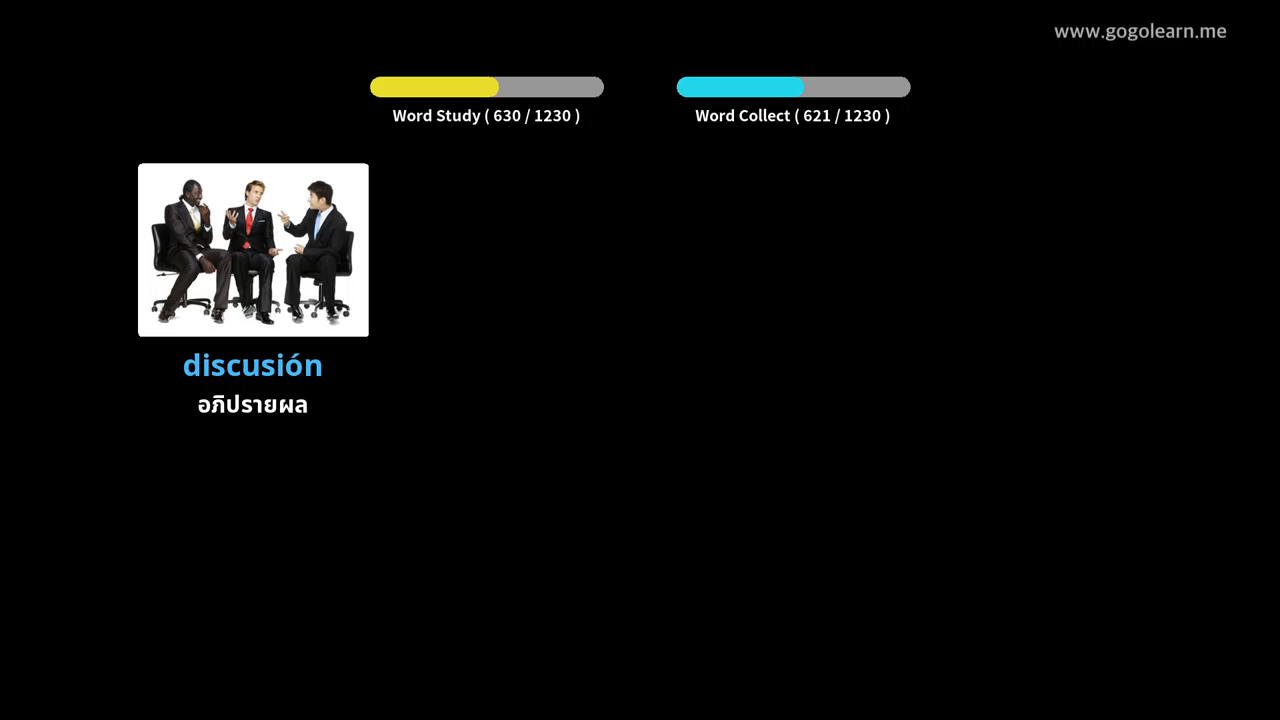 www.gogolearn.me
Word Study ( 630 / 1230 )
Word Collect ( 621 / 1230 )
discusión
อภิปรายผล